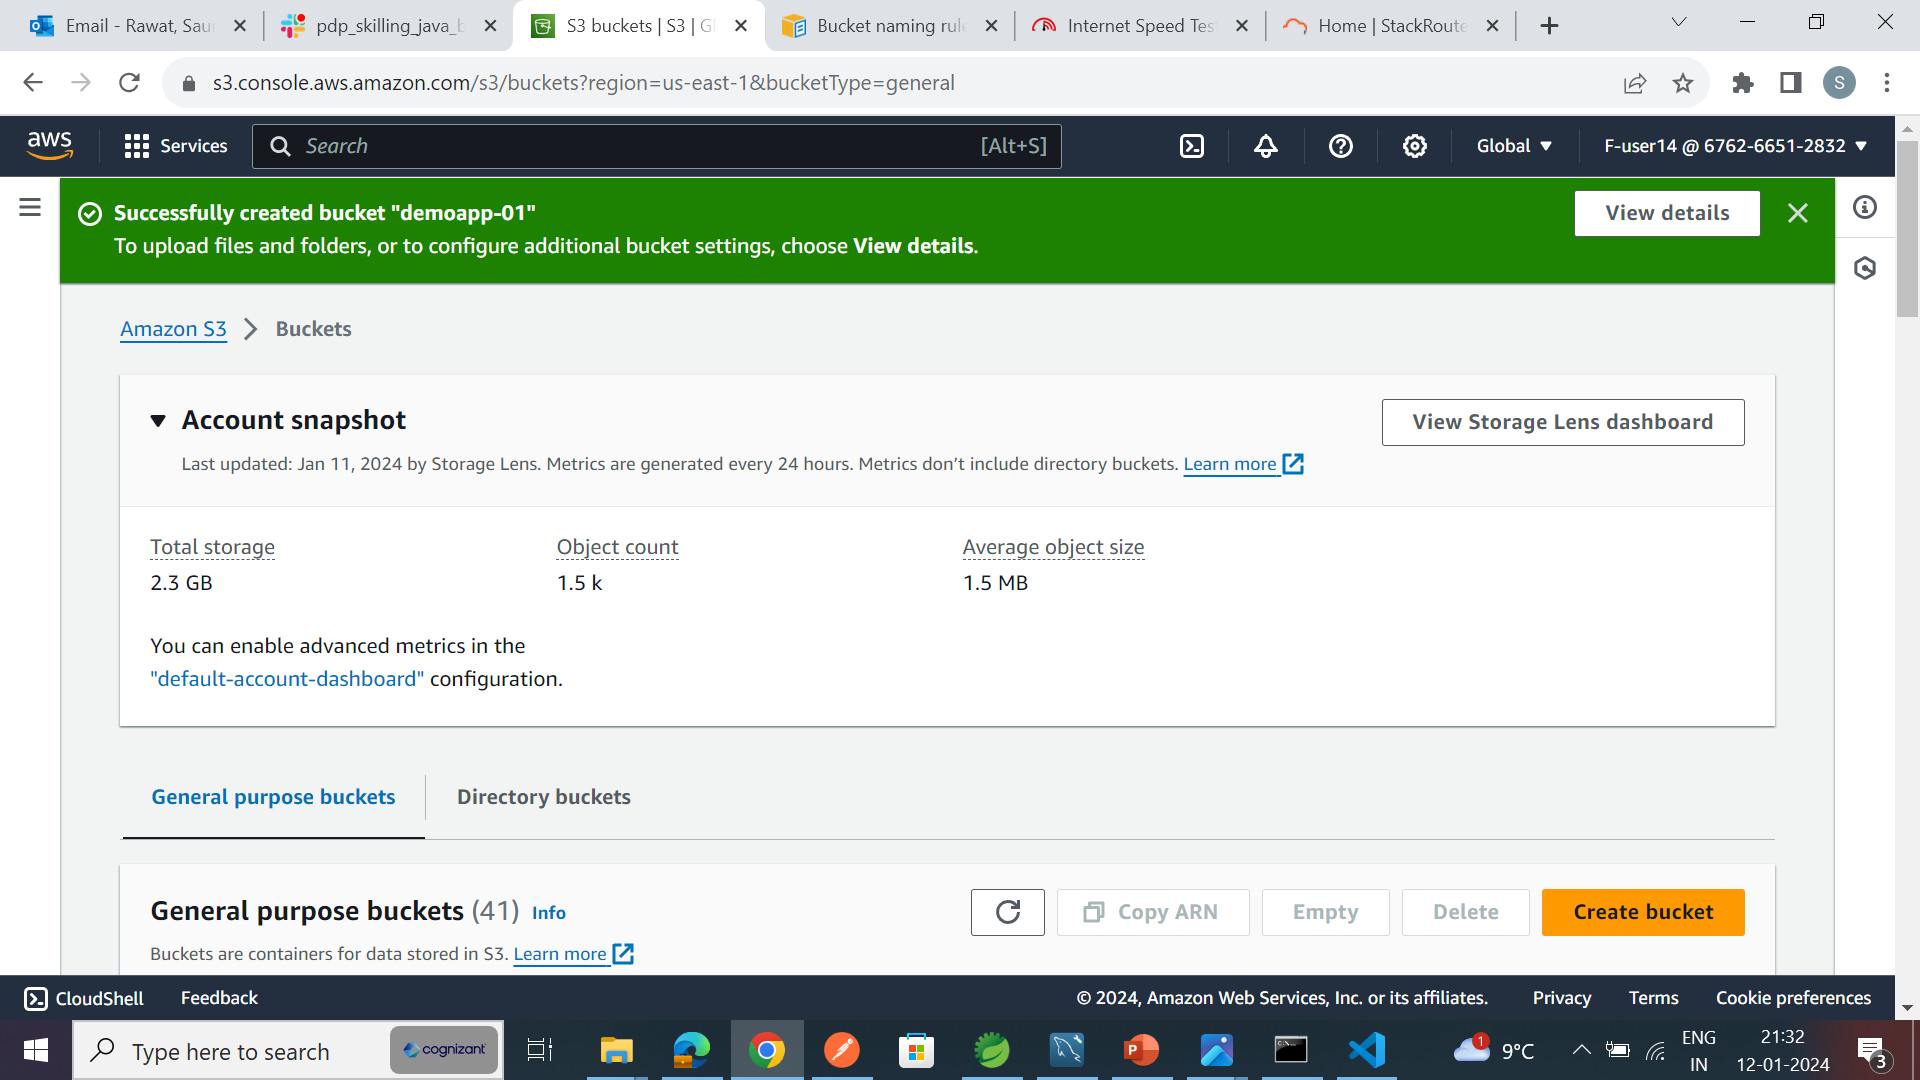 Email - Rawat, Sau
pdp_skilling_java_b
S3 buckets | S3 | Gl
Bucket naming rule
Internet Speed Tes
Home | StackRoute
s3.console.aws.amazon.com/s3/buckets?region=us-east-1&bucketType=general
S
aws
Services
Search
[Alt+S]
Global
F-user14 @ 6762-6651-2832
Successfully created bucket "demoapp-01"
To upload files and folders, or to configure additional bucket settings, choose View details.
View details
Amazon S3
Buckets
Account snapshot
View Storage Lens dashboard
Last updated: Jan 11, 2024 by Storage Lens. Metrics are generated every 24 hours. Metrics don't include directory buckets. Learn more
Total storage
Object count
Average object size
2.3 GB
1.5 k
1.5 MB
You can enable advanced metrics in the
"default-account-dashboard" configuration.
General purpose buckets
Directory buckets
General purpose buckets (41) Info
Copy ARN
Empty
Delete
Create bucket
Buckets are containers for data stored in S3. Learn more
CloudShell
Feedback
© 2024, Amazon Web Services, Inc. or its affiliates.
Privacy
Terms
Cookie preferences
Type here to search
cognizant
P
1
9°C
ENG
IN
21:32
12-01-2024
3